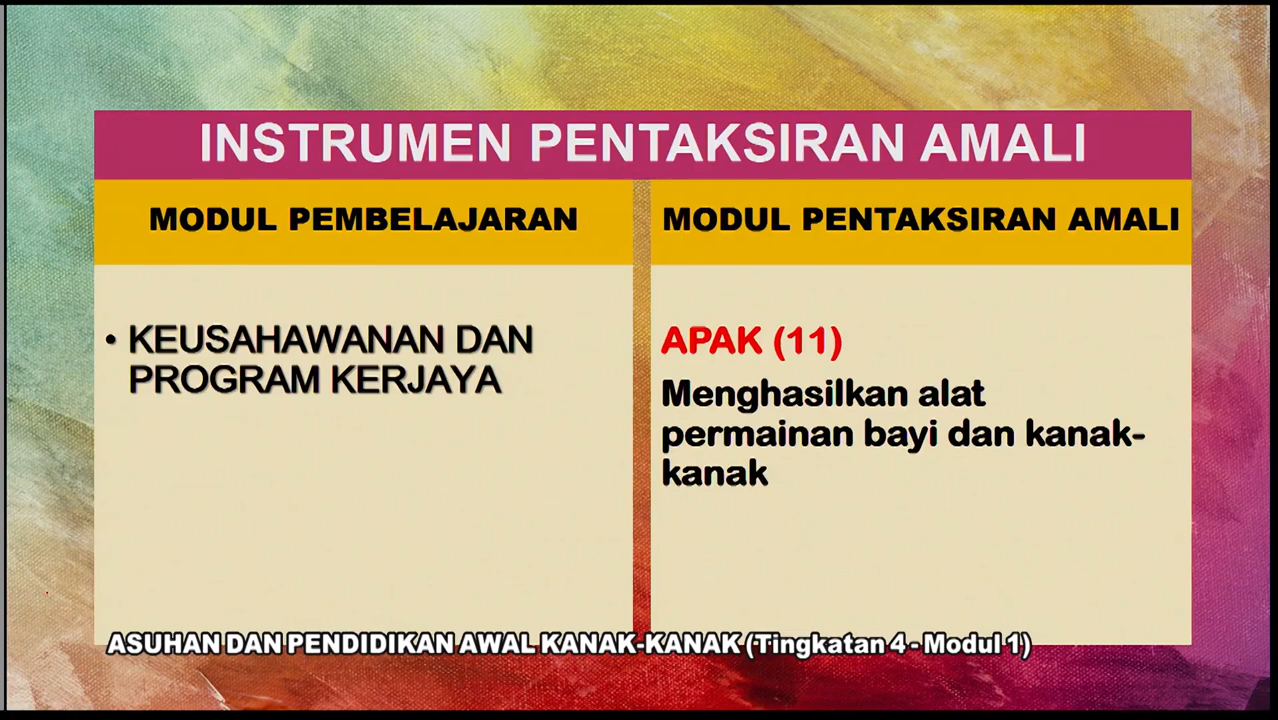 INSTRUMEN PENTAKSIRAN AMALI
MODUL PEMBELAJARAN
MODUL PENTAKSIRAN AMALI
• KEUSAHAWANAN DAN
PROGRAM KERJAYA
APAK (11)
Menghasilkan alat
permainan bayi dan kanak-
kanak
ASUHAN DAN PENDIDIKAN AWAL KANAK-KANAK (Tingkatan 4 - Modul 1)